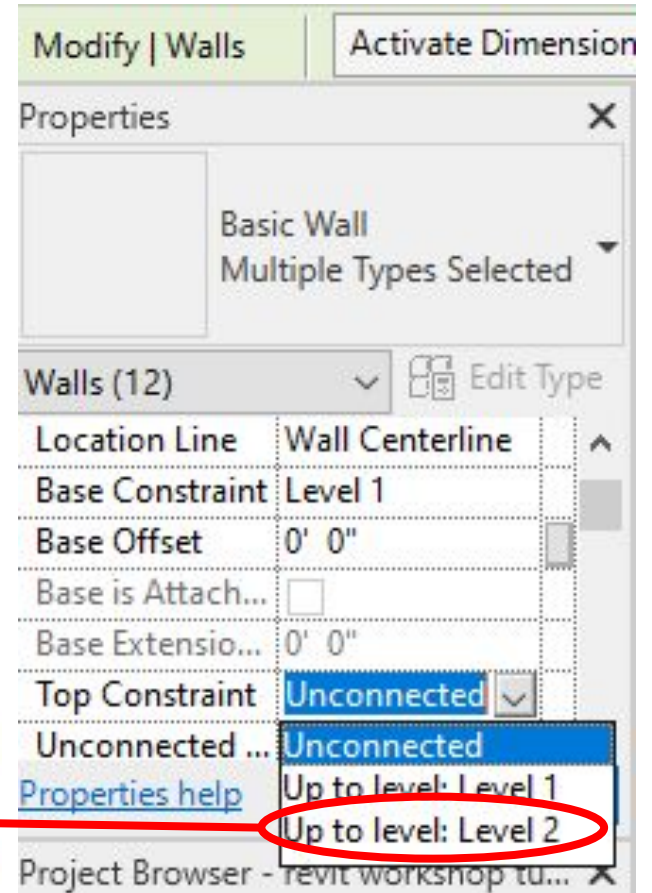 Modify | Walls Activate Dimension
Properties
Basic Wall
Multiple Types Selected
Walls (12) Edit Type
Location Line Wall Centerline
Base Constraint Level 1
Base Offset 0' 0"
Base is Attach...
Base Extensio... 0' 0"
Top Constraint Unconnected
Unconnected ... Unconnected
Properties help Up to level: Level 1
Up to level: Level 2
Project Browser - revit workshop tu...